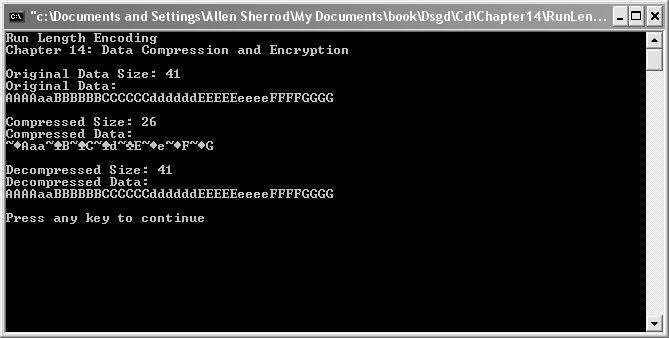 "c:\Documents and Settings\Allen Sherrod\My Documents\book\Dsgd\Cd\Chapter14\RunLen...
Run Length Encoding
Chapter 14: Data Compression and Encryption
Original Data Size: 41
Original Data:
AAAAaaBBBBBBCCCCCCddddddEEEEEeeeeFFFFGGGG
Compressed Size: 26
Compressed Data:
~♦Aaa~♠B~♠C~♠d~♣E~♦e~♦F~♦G
Decompressed Size: 41
Decompressed Data:
AAAAaaBBBBBBCCCCCCddddddEEEEEeeeeFFFFGGGG
Press any key to continue